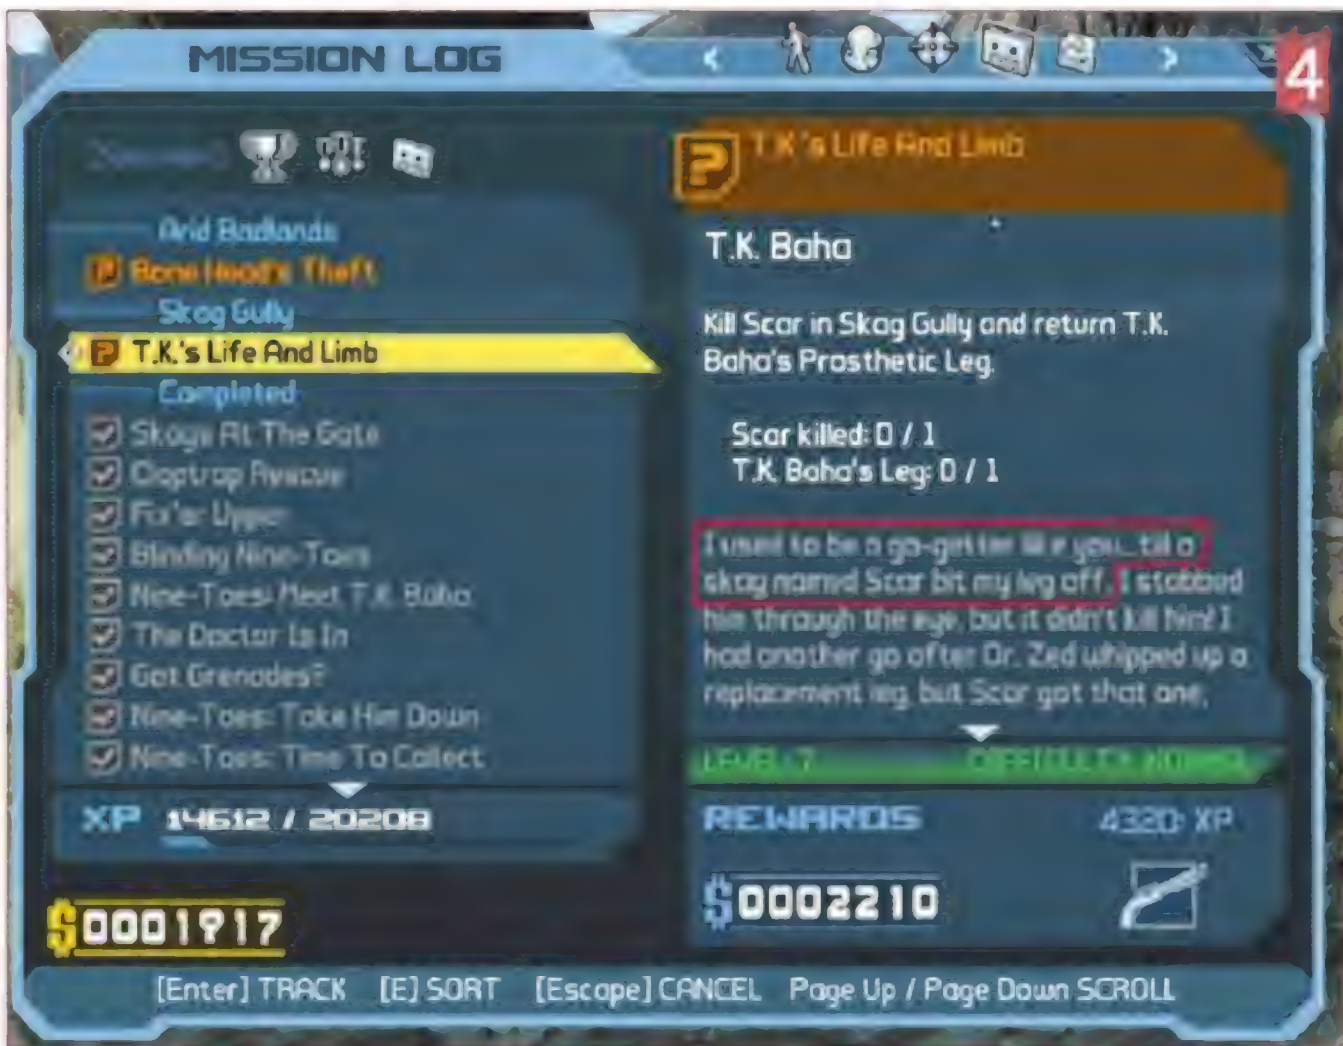 MISSION LOG
4
Arid Badlands
Bone Head's Theft
Skag Gully
T.K.'s Life And Limb
Completed
Skags At The Gate
Claptrap Rescue
Fix'er Upper
Blinding Nine-Toes
Nine-Toes: Meet T.K. Baha
The Doctor Is In
Got Grenades?
Nine-Toes: Take Him Down
Nine-Toes: Time To Collect
XP 14612 / 20208
$0001917
T.K.'s Life And Limb
T.K. Baha
Kill Scar in Skag Gully and return T.K.
Baha's Prosthetic Leg.
Scar killed: 0 / 1
T.K. Baha's Leg: 0 / 1
I used to be a go-getter like you... till a
skag named Scar bit my leg off. I stabbed
him through the eye, but it didn't kill him! I
had another go after Dr. Zed whipped up a
replacement leg, but Scar got that one,
LEVEL: 7 DIFFICULTY: NORMAL
REWARDS 4320 XP
$0002210
[Enter] TRACK [E] SORT [Escape] CANCEL Page Up / Page Down SCROLL